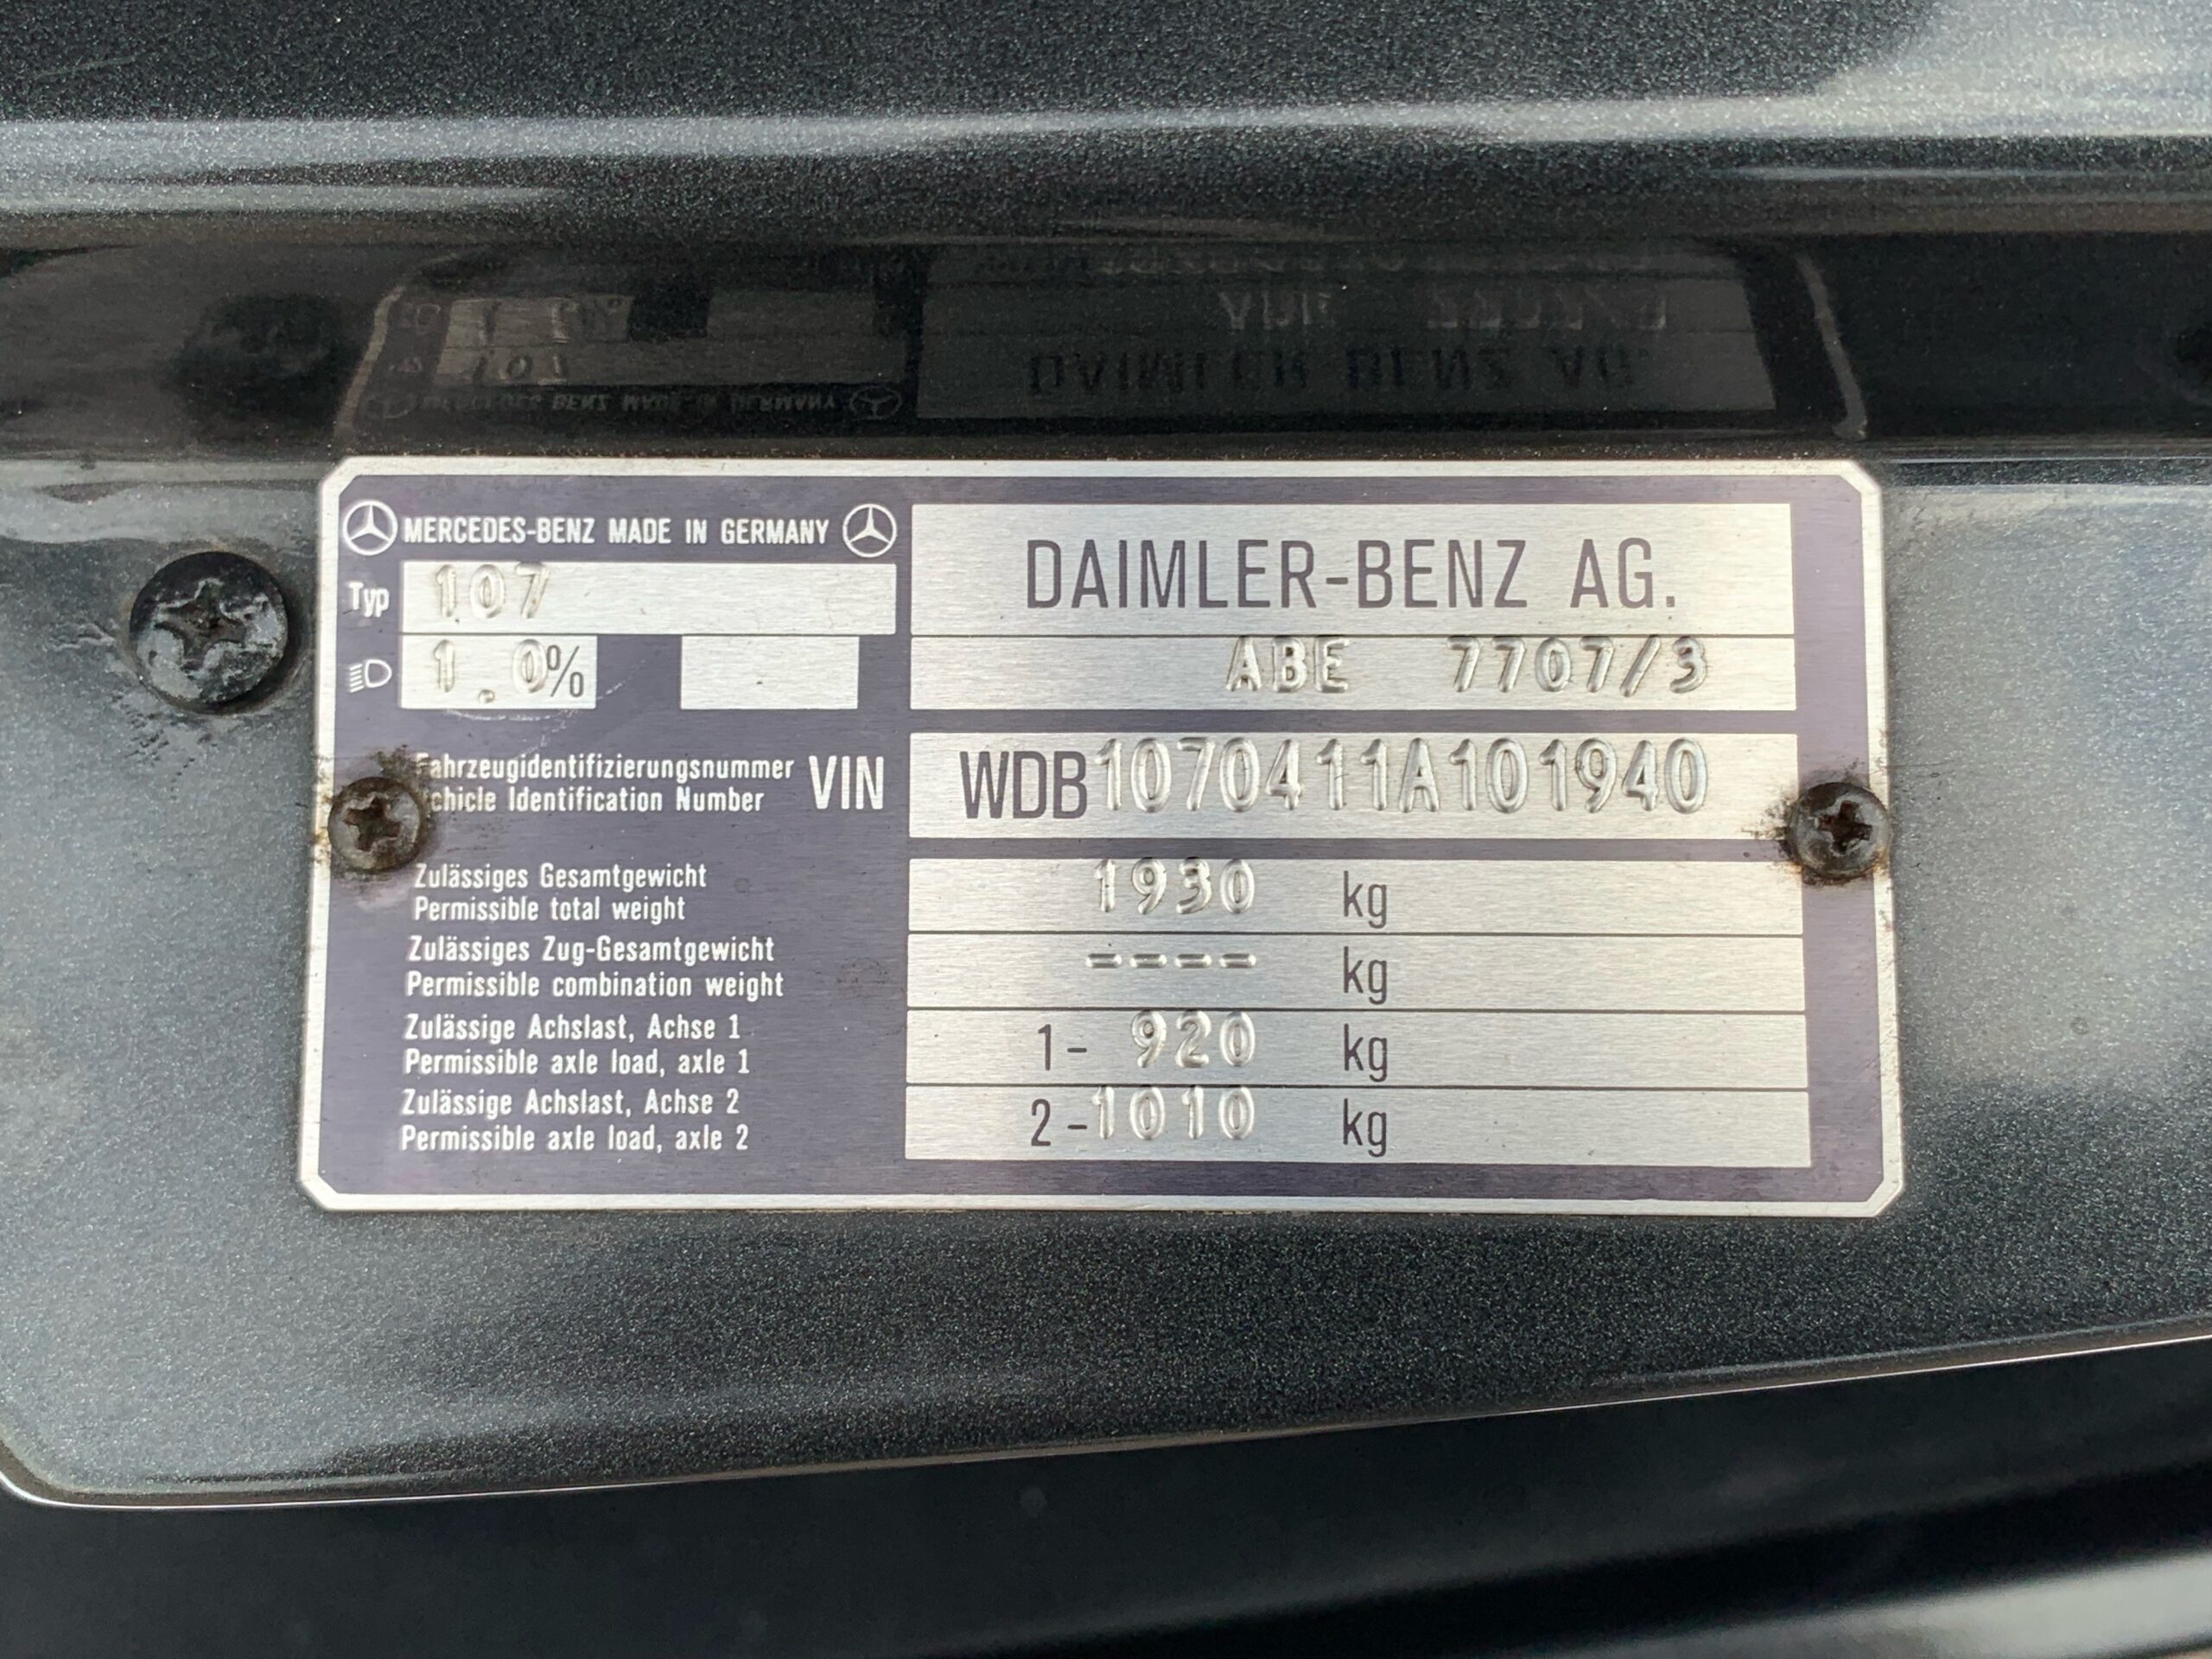 MERCEDES-BENZ MADE IN GERMANY
DAIMLER-BENZ AG.
Typ 107
1.0%
ABE 7707/3
Fahrzeugidentifizierungsnummer
Vehicle Identification Number
VIN
WDB1070411A101940
Zulässiges Gesamtgewicht
Permissible total weight
1930 kg
Zulässiges Zug-Gesamtgewicht
Permissible combination weight
---- kg
Zulässige Achslast, Achse 1
Permissible axle load, axle 1
1- 920 kg
Zulässige Achslast, Achse 2
Permissible axle load, axle 2
2-1010 kg